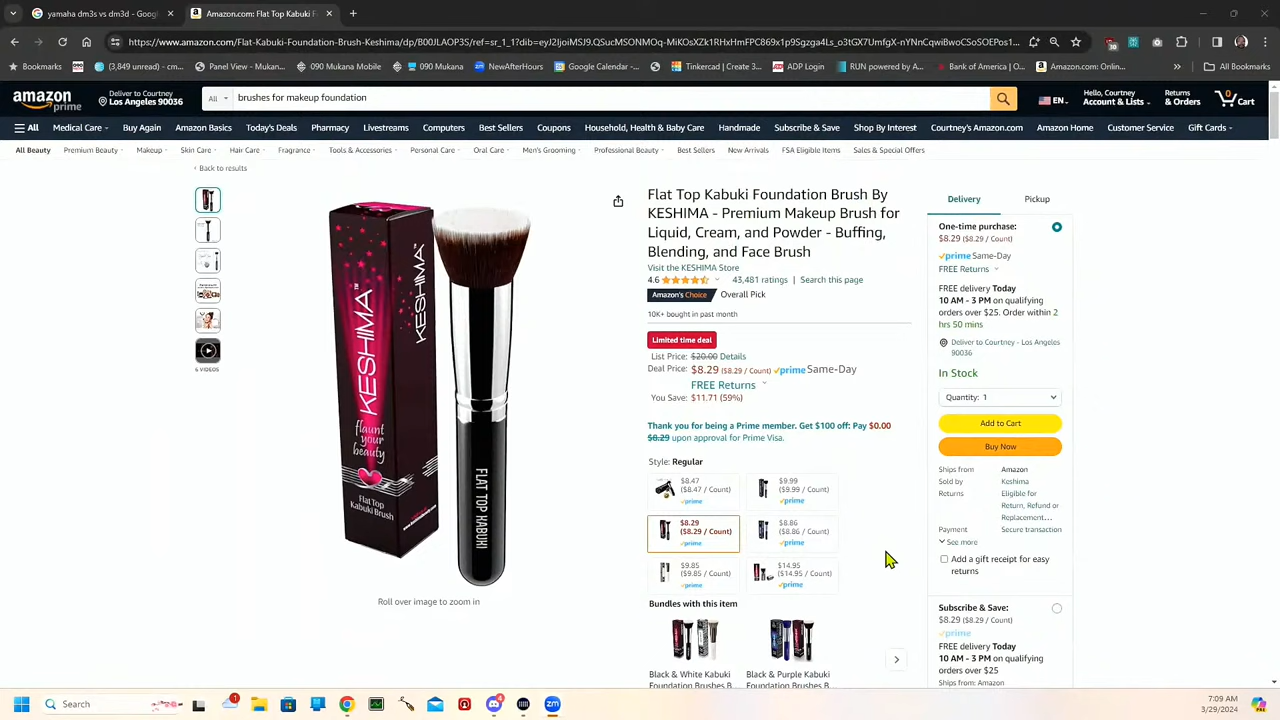 yamaha dm3s vs dm3d - Google
Amazon.com: Flat Top Kabuki Fo
https://www.amazon.com/Flat-Kabuki-Foundation-Brush-Keshima/dp/B00JLAOP3S/
Bookmarks
(3,849 unread) - cm...
Panel View - Mukan...
090 Mobile Mukana
090 Mukana
NewAfterHours
Google Calendar -...
Tinkercad | Create 3...
ADP Login
RUN powered by A...
Bank of America | O...
Amazon.com: Onlin...
All Bookmarks
amazon prime
Deliver to Courtney
Los Angeles 90036
All
brushes for makeup foundation
EN
Hello, Courtney
Account & Lists
Returns
& Orders
0
Cart
All
Medical Care
Buy Again
Amazon Basics
Today's Deals
Pharmacy
Livestreams
Computers
Best Sellers
Coupons
Household, Health & Baby Care
Handmade
Subscribe & Save
Shop By Interest
Courtney's Amazon.com
Amazon Home
Customer Service
Gift Cards
All Beauty
Premium Beauty
Makeup
Skin Care
Hair Care
Fragrance
Tools & Accessories
Personal Care
Oral Care
Men's Grooming
Professional Beauty
Best Sellers
New Arrivals
FSA Eligible Items
Sales & Special Offers
‹ Back to results
6 VIDEOS
KESHIMA™
KESHIMA™
flaunt
your
beauty
Flat Top
Kabuki Brush
FLAT TOP KABUKI
Roll over image to zoom in
Flat Top Kabuki Foundation Brush By
KESHIMA - Premium Makeup Brush for
Liquid, Cream, and Powder - Buffing,
Blending, and Face Brush
Visit the KESHIMA Store
4.6
43,481 ratings | Search this page
Amazon's Choice
Overall Pick
10K+ bought in past month
Limited time deal
List Price: $20.00 Details
Deal Price: $8.29 ($8.29 / Count) prime Same-Day
FREE Returns
You Save: $11.71 (59%)
Thank you for being a Prime member. Get $100 off: Pay $0.00
$8.29 upon approval for Prime Visa.
Style: Regular
$8.47
($8.47 / Count)
prime
$9.99
($9.99 / Count)
prime
$8.29
($8.29 / Count)
prime
$8.86
($8.86 / Count)
prime
$9.85
($9.85 / Count)
prime
$14.95
($14.95 / Count)
prime
Bundles with this item
Black & White Kabuki
Foundation Brushes B
Black & Purple Kabuki
Foundation Brushes B
Delivery
Pickup
One-time purchase:
$8.29 ($8.29 / Count)
prime Same-Day
FREE Returns
FREE delivery Today
10 AM - 3 PM on qualifying
orders over $25. Order within 2
hrs 50 mins
Deliver to Courtney - Los Angeles
90036
In Stock
Quantity: 1
Add to Cart
Buy Now
Ships from Amazon
Sold by Keshima
Returns Eligible for
Return, Refund or
Replacement...
Payment Secure transaction
See more
Add a gift receipt for easy
returns
Subscribe & Save:
$8.29 ($8.29 / Count)
prime
FREE delivery Today
10 AM - 3 PM on qualifying
orders over $25
Ships from: Amazon
Search
1
4
zm
7:09 AM
3/29/2024